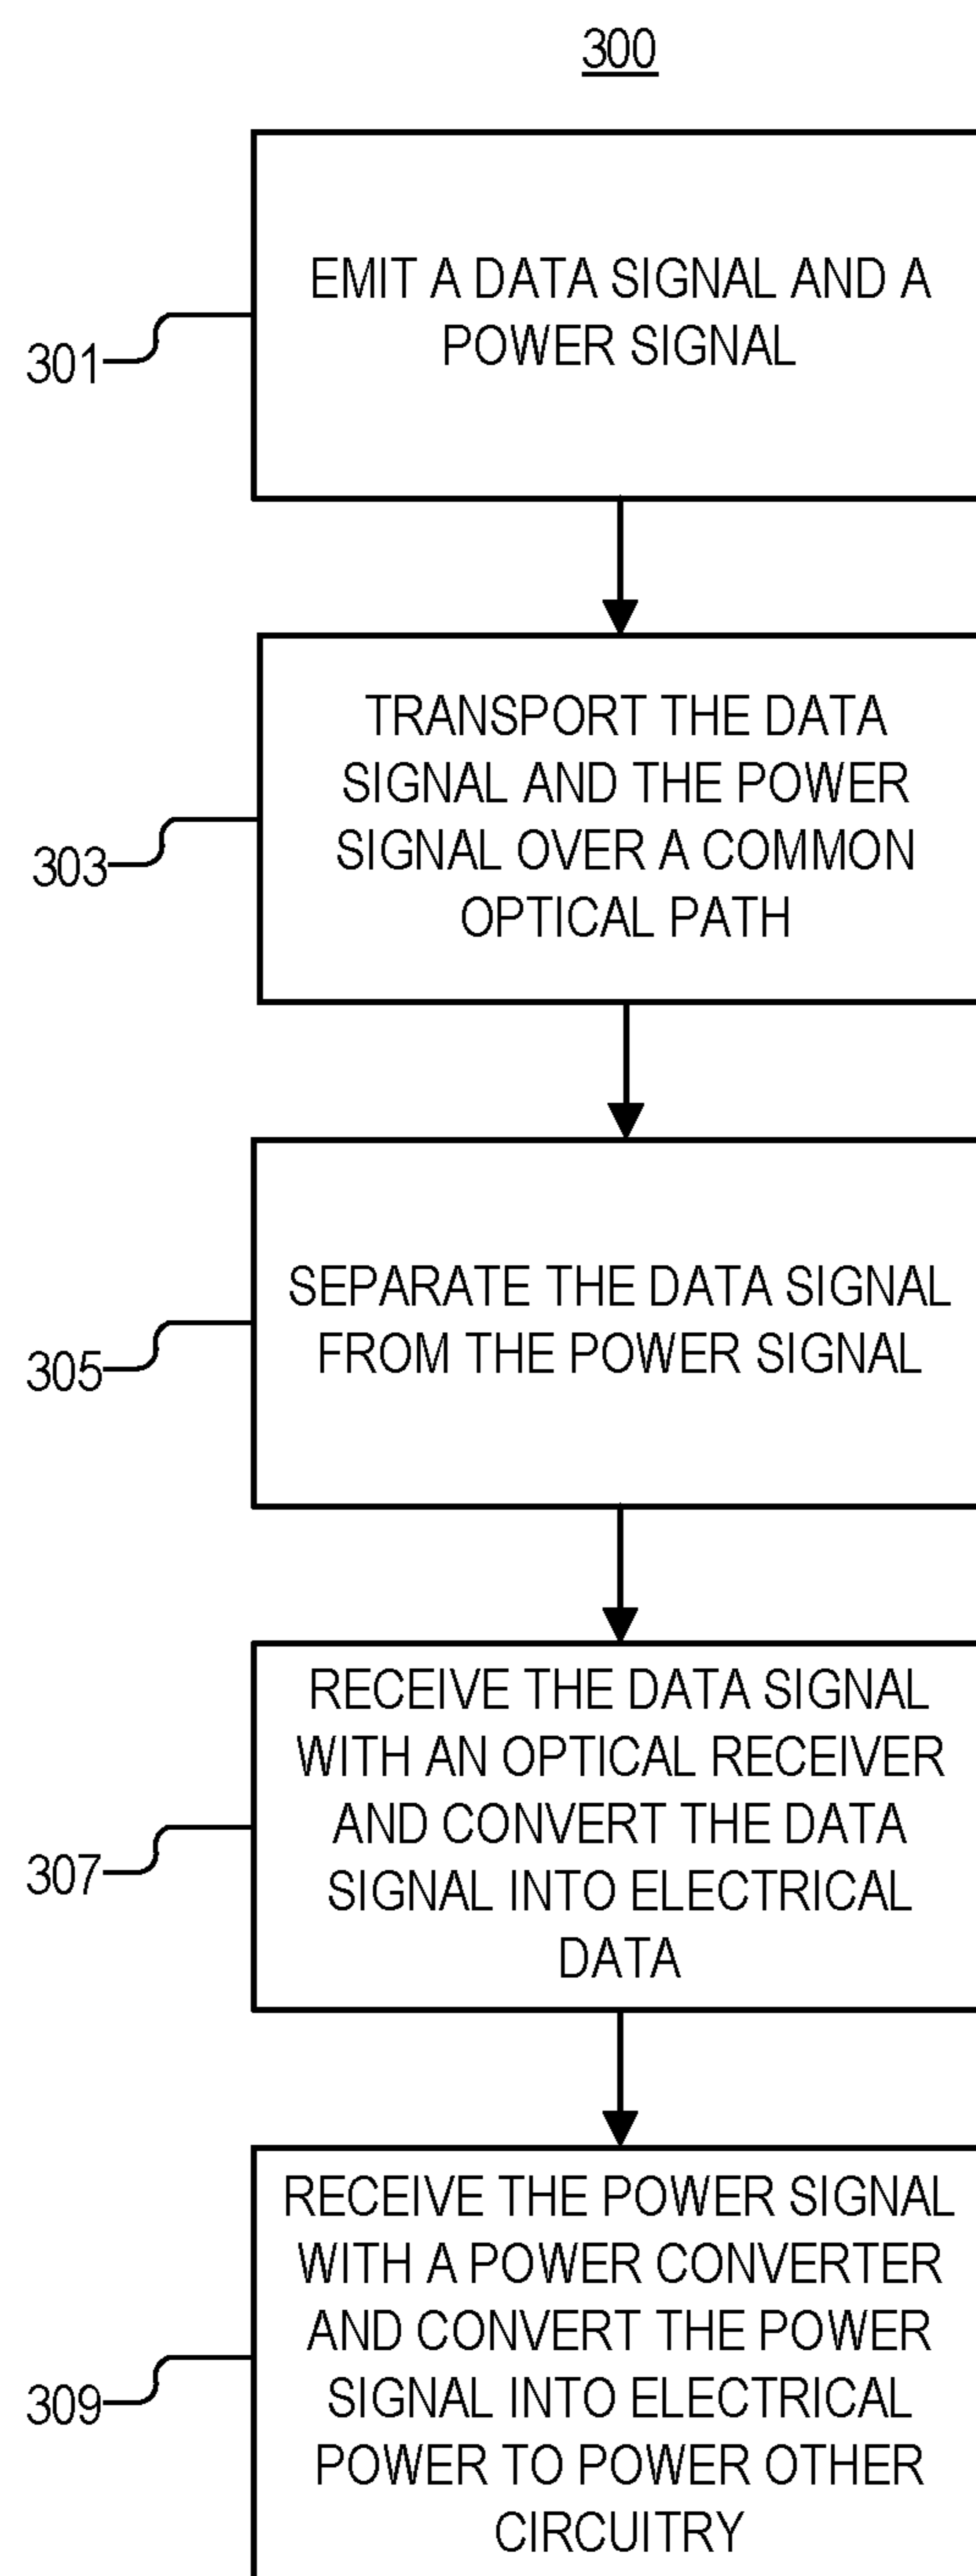 300
EMIT A DATA SIGNAL AND A
POWER SIGNAL
301
TRANSPORT THE DATA
SIGNAL AND THE POWER
SIGNAL OVER A COMMON
OPTICAL PATH
303
SEPARATE THE DATA SIGNAL
FROM THE POWER SIGNAL
305
RECEIVE THE DATA SIGNAL
WITH AN OPTICAL RECEIVER
AND CONVERT THE DATA
SIGNAL INTO ELECTRICAL
DATA
307
RECEIVE THE POWER SIGNAL
WITH A POWER CONVERTER
AND CONVERT THE POWER
SIGNAL INTO ELECTRICAL
POWER TO POWER OTHER
CIRCUITRY
309